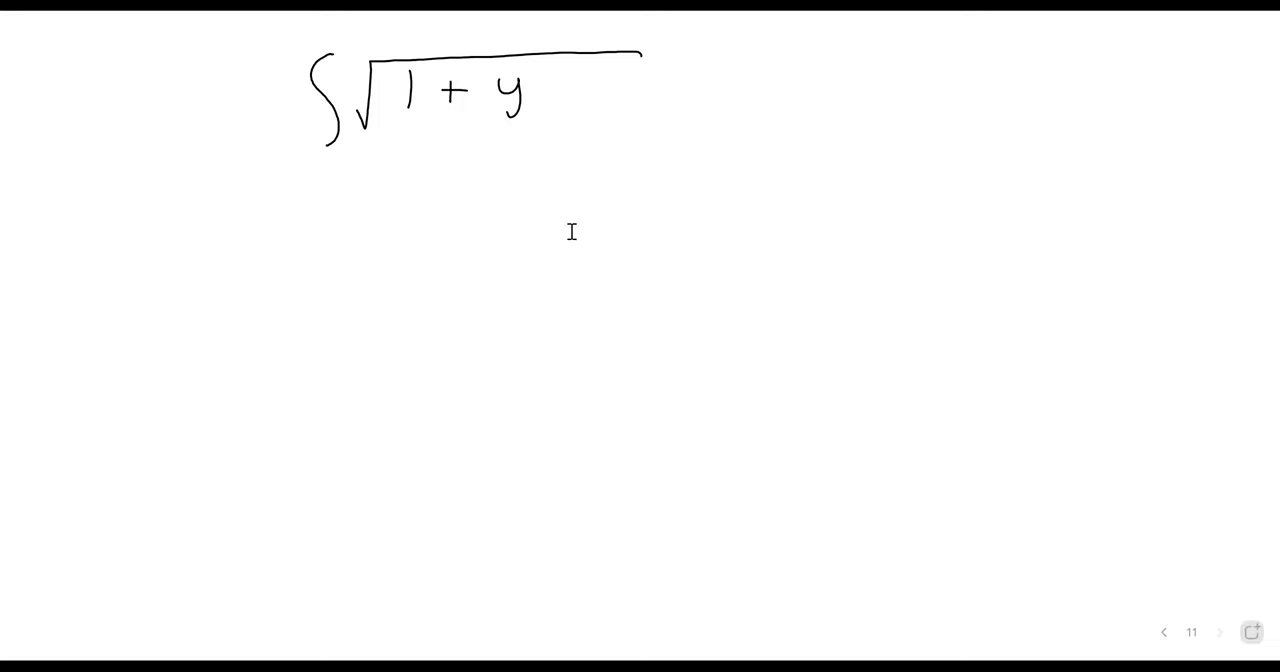 ∫√(1 + y)
11